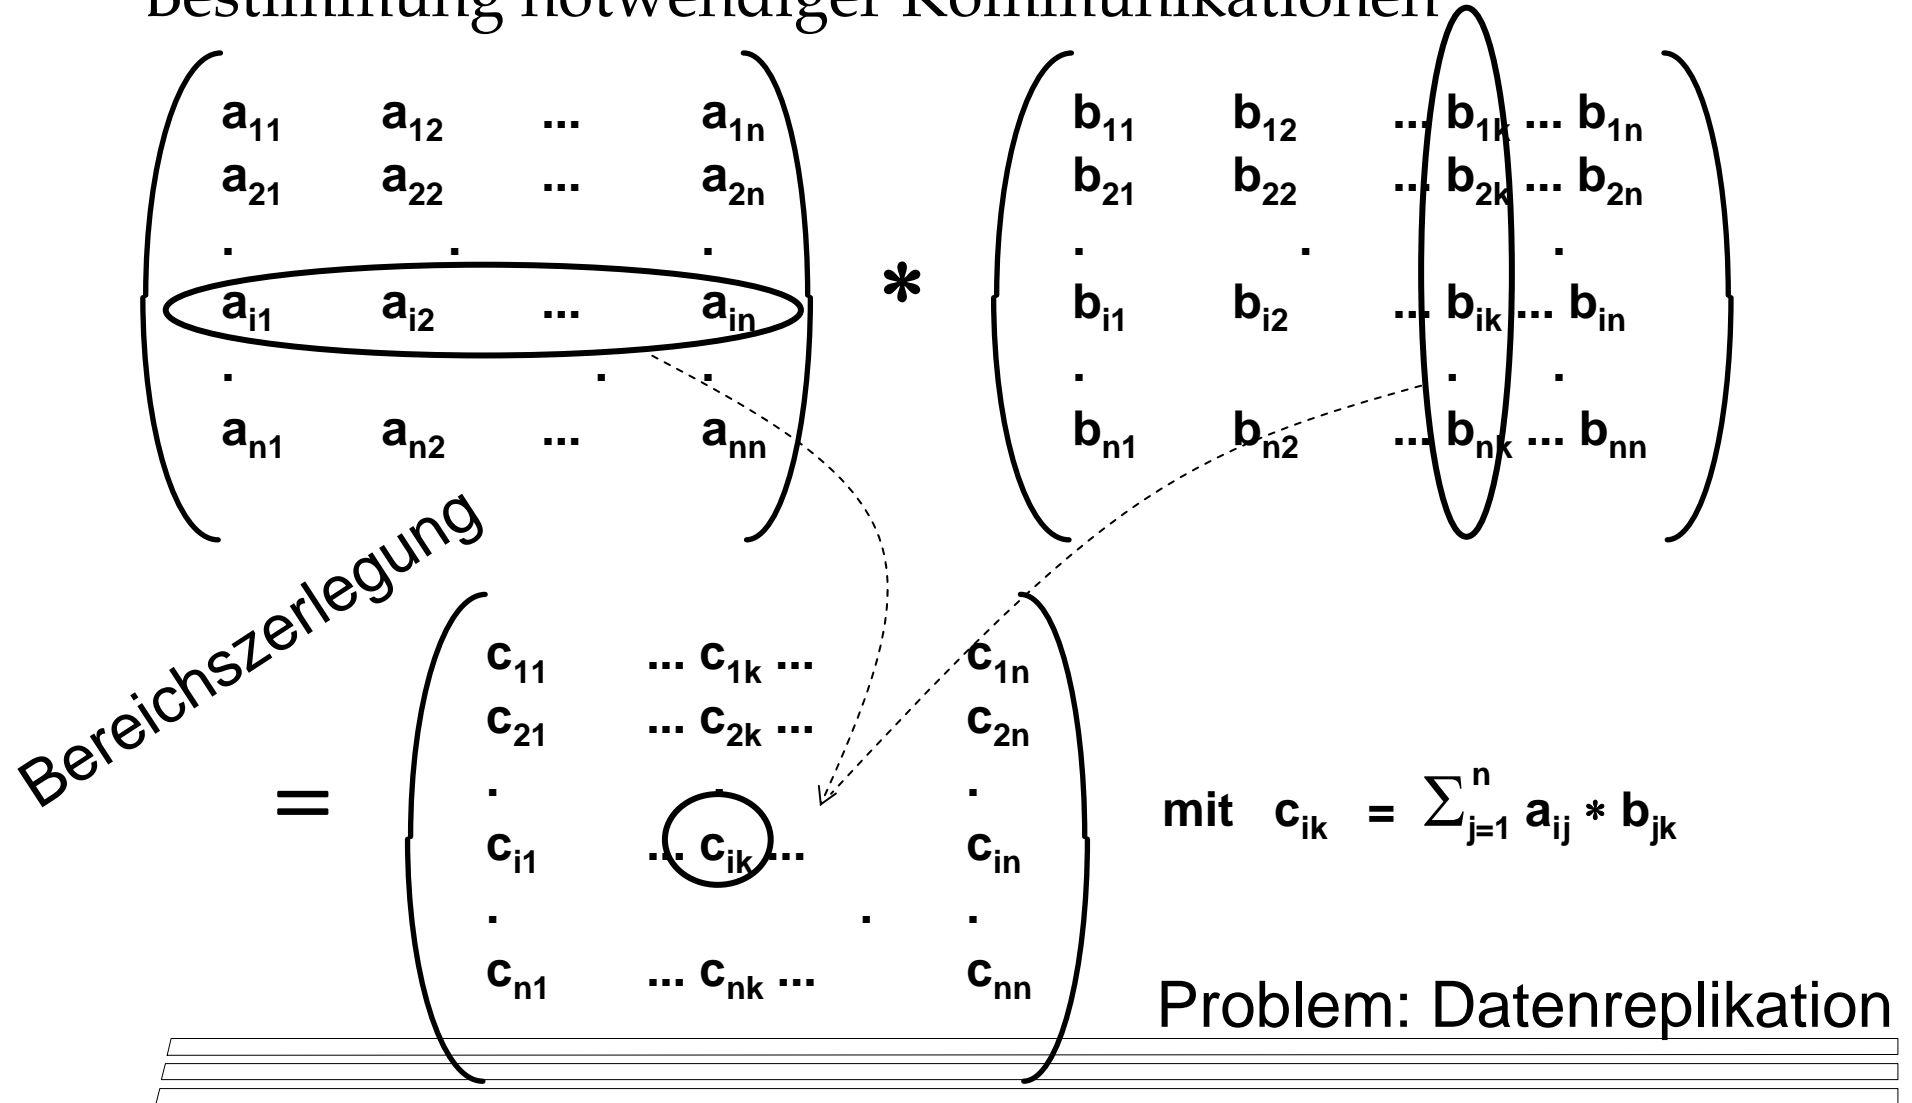 Bestimmung notwendiger Kommunikationen
a11 a12 ... a1n
a21 a22 ... a2n
. . .
ai1 ai2 ... ain
. . .
an1 an2 ... ann
*
b11 b12 ... b1k ... b1n
b21 b22 ... b2k ... b2n
. . .
bi1 bi2 ... bik ... bin
. . .
bn1 bn2 ... bnk ... bnn
Bereichszerlegung
=
c11 ... c1k ... c1n
c21 ... c2k ... c2n
. . .
ci1 ... cik ... cin
. . .
cn1 ... cnk ... cnn
mit cik = ∑j=1n aij * bjk
Problem: Datenreplikation